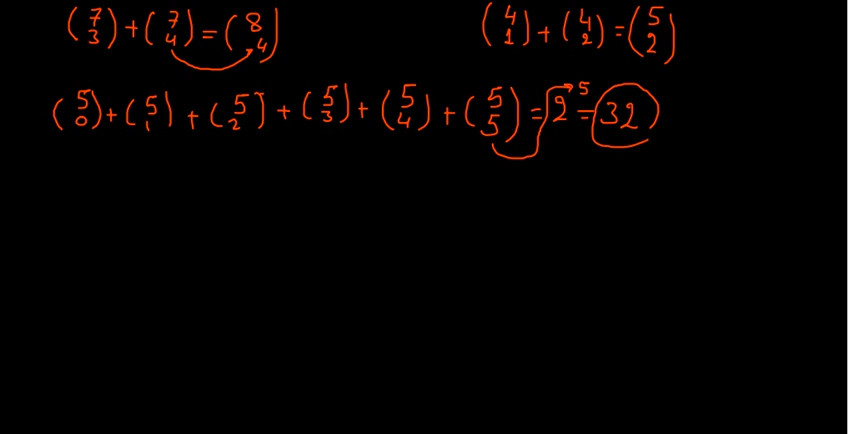 (7 3) + (7 4) = (8 4) (4 1) + (4 2) = (5 2)
(5 0) + (5 1) + (5 2) + (5 3) + (5 4) + (5 5) = 2^5 = 32